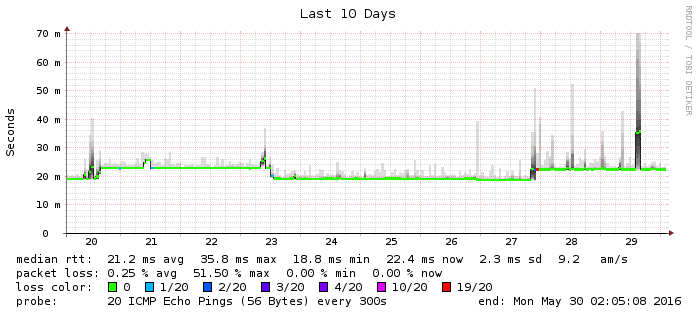 Last 10 Days
RRDTOOL / TOBI OETIKER
Seconds
70 m
60 m
50 m
40 m
30 m
20 m
10 m
0
20 21 22 23 24 25 26 27 28 29
median rtt: 21.2 ms avg 35.8 ms max 18.8 ms min 22.4 ms now 2.3 ms sd 9.2 am/s
packet loss: 0.25 % avg 51.50 % max 0.00 % min 0.00 % now
loss color: 0 1/20 2/20 3/20 4/20 10/20 19/20
probe: 20 ICMP Echo Pings (56 Bytes) every 300s end: Mon May 30 02:05:08 2016